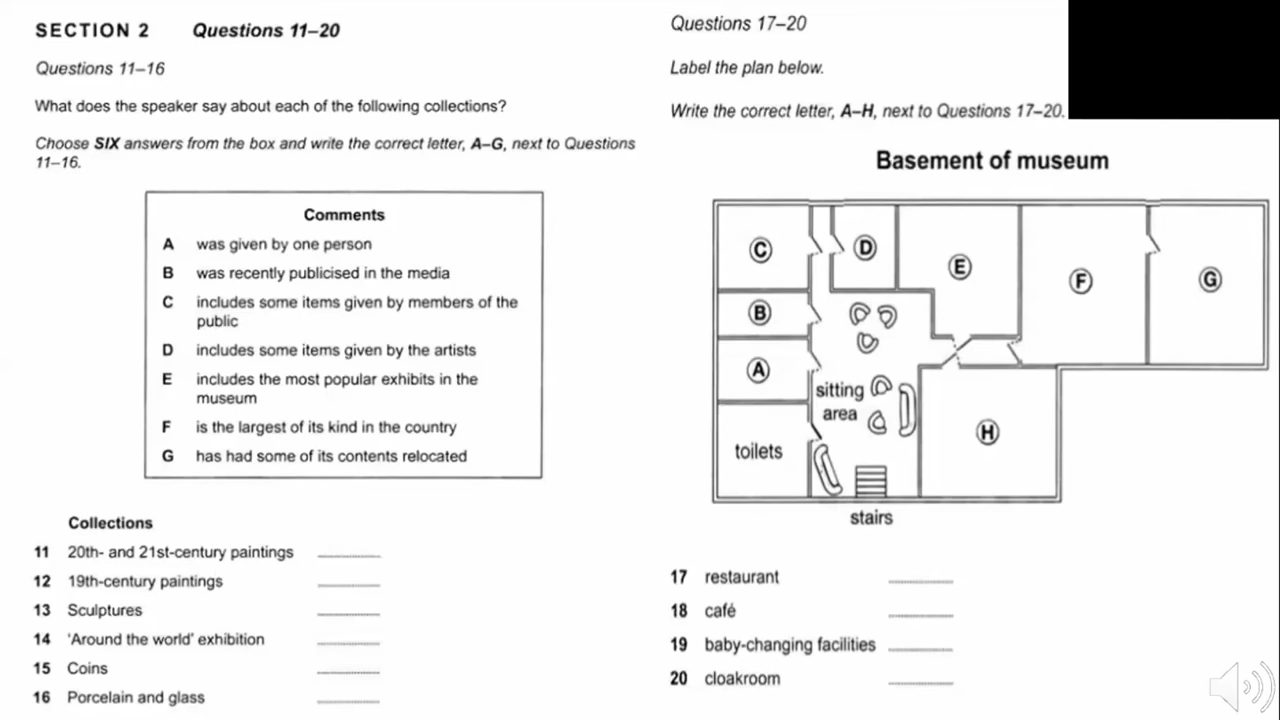 SECTION 2 Questions 11–20
Questions 11–16
What does the speaker say about each of the following collections?
Choose SIX answers from the box and write the correct letter, A–G, next to Questions
11–16.
Comments
A was given by one person
B was recently publicised in the media
C includes some items given by members of the
public
D includes some items given by the artists
E includes the most popular exhibits in the
museum
F is the largest of its kind in the country
G has had some of its contents relocated
Collections
11 20th- and 21st-century paintings
12 19th-century paintings
13 Sculptures
14 'Around the world' exhibition
15 Coins
16 Porcelain and glass
Questions 17–20
Label the plan below.
Write the correct letter, A–H, next to Questions 17–20.
Basement of museum
C
D
E
F
G
B
A
sitting
area
H
toilets
stairs
17 restaurant
18 café
19 baby-changing facilities
20 cloakroom